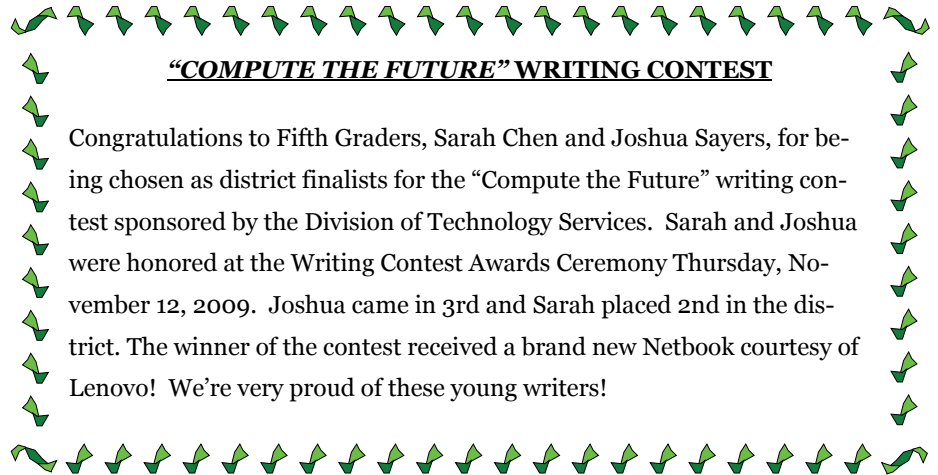 “COMPUTE THE FUTURE” WRITING CONTEST
Congratulations to Fifth Graders, Sarah Chen and Joshua Sayers, for be-
ing chosen as district finalists for the “Compute the Future” writing con-
test sponsored by the Division of Technology Services.  Sarah and Joshua
were honored at the Writing Contest Awards Ceremony Thursday, No-
vember 12, 2009.  Joshua came in 3rd and Sarah placed 2nd in the dis-
trict. The winner of the contest received a brand new Netbook courtesy of
Lenovo!  We’re very proud of these young writers!